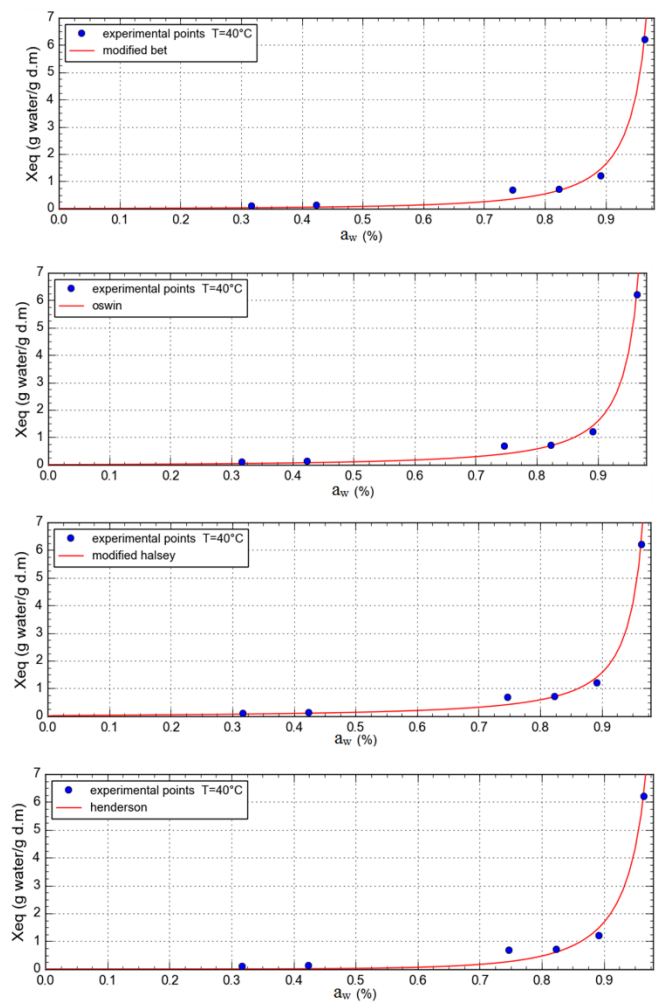 7
6
5
4
3
2
1
0
Xeq (g water/g d.m)
experimental points T=40°C
modified bet
0.0 0.1 0.2 0.3 0.4 0.5 0.6 0.7 0.8 0.9
aw (%)
7
6
5
4
3
2
1
0
Xeq (g water/g d.m)
experimental points T=40°C
oswin
0.0 0.1 0.2 0.3 0.4 0.5 0.6 0.7 0.8 0.9
aw (%)
7
6
5
4
3
2
1
0
Xeq (g water/g d.m)
experimental points T=40°C
modified halsey
0.0 0.1 0.2 0.3 0.4 0.5 0.6 0.7 0.8 0.9
aw (%)
7
6
5
4
3
2
1
0
Xeq (g water/g d.m)
experimental points T=40°C
henderson
0.0 0.1 0.2 0.3 0.4 0.5 0.6 0.7 0.8 0.9
aw (%)